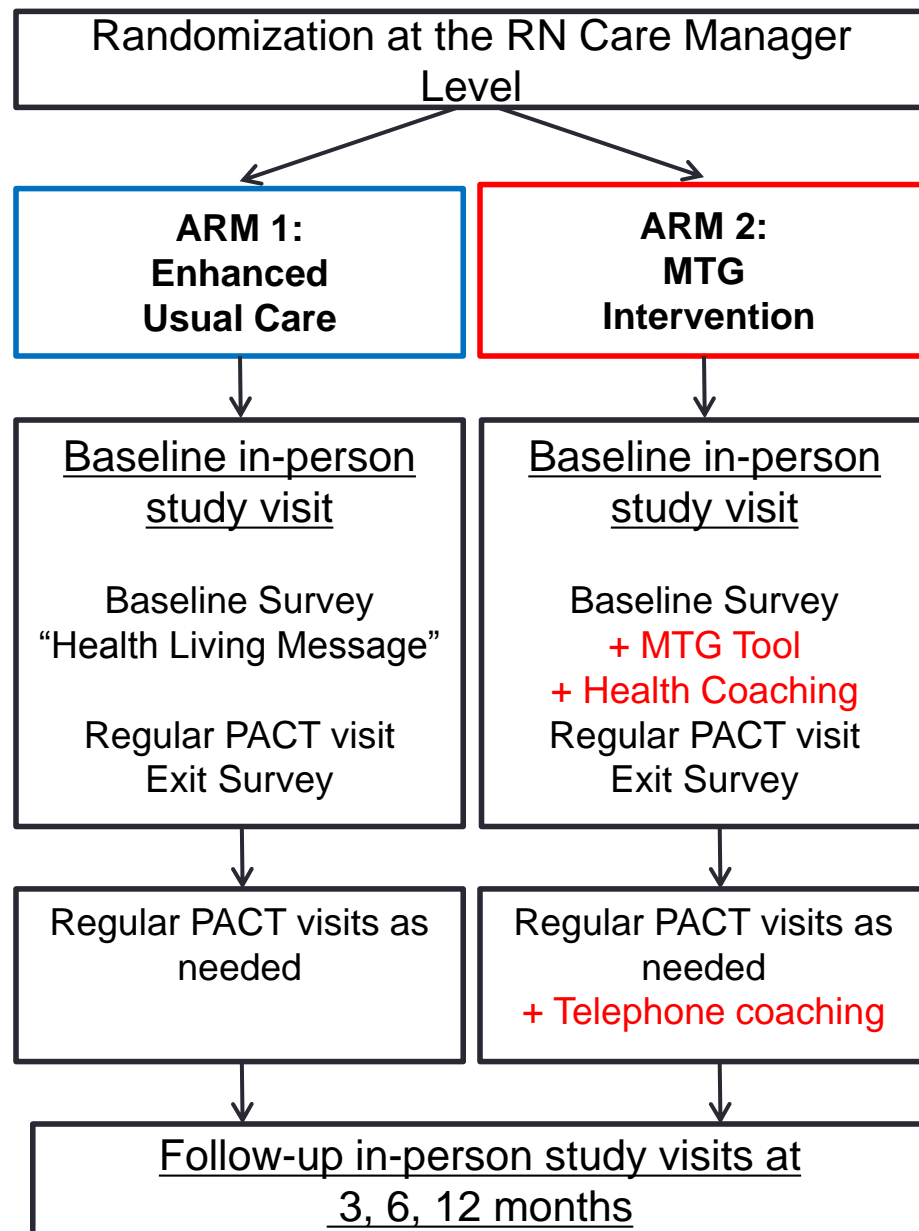 Randomization at the RN Care Manager
Level
ARM 1:
Enhanced
Usual Care
ARM 2:
MTG
Intervention
Baseline in-person
study visit
Baseline Survey
“Health Living Message”
Regular PACT visit
Exit Survey
Baseline in-person
study visit
Baseline Survey
+ MTG Tool
+ Health Coaching
Regular PACT visit
Exit Survey
Regular PACT visits as
needed
Regular PACT visits as
needed
+ Telephone coaching
Follow-up in-person study visits at
3, 6, 12 months